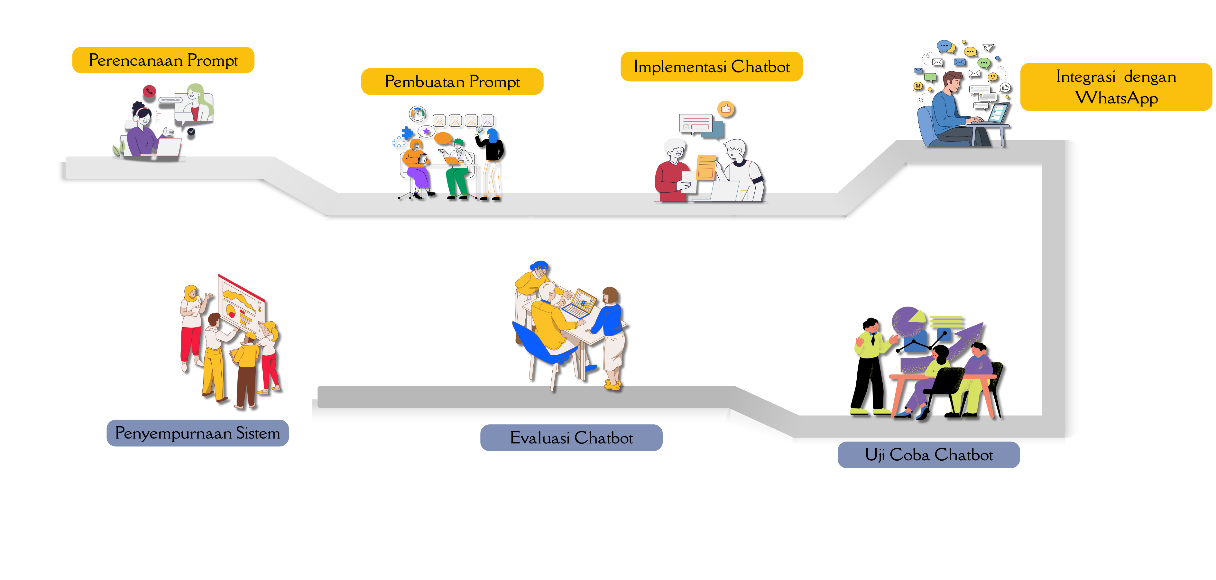 Perencanaan Prompt
Pembuatan Prompt
Implementasi Chatbot
Integrasi dengan
WhatsApp
Uji Coba Chatbot
Evaluasi Chatbot
Penyempurnaan Sistem